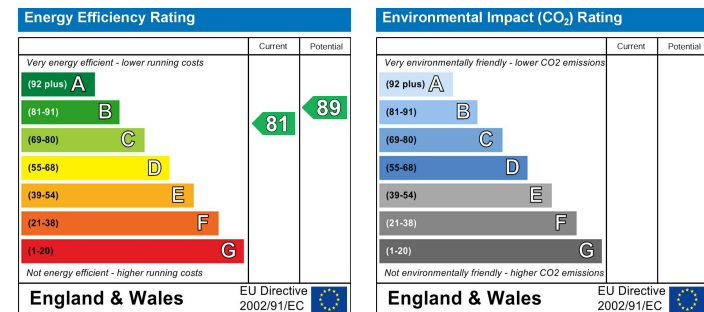 Energy Efficiency Rating
Current Potential
Very energy efficient - lower running costs
(92 plus) A
(81-91) B
(69-80) C
(55-68) D
(39-54) E
(21-38) F
(1-20) G
81
89
Not energy efficient - higher running costs
England & Wales
EU Directive
2002/91/EC
Environmental Impact (CO₂) Rating
Current Potential
Very environmentally friendly - lower CO2 emissions
(92 plus) A
(81-91) B
(69-80) C
(55-68) D
(39-54) E
(21-38) F
(1-20) G
Not environmentally friendly - higher CO2 emissions
England & Wales
EU Directive
2002/91/EC